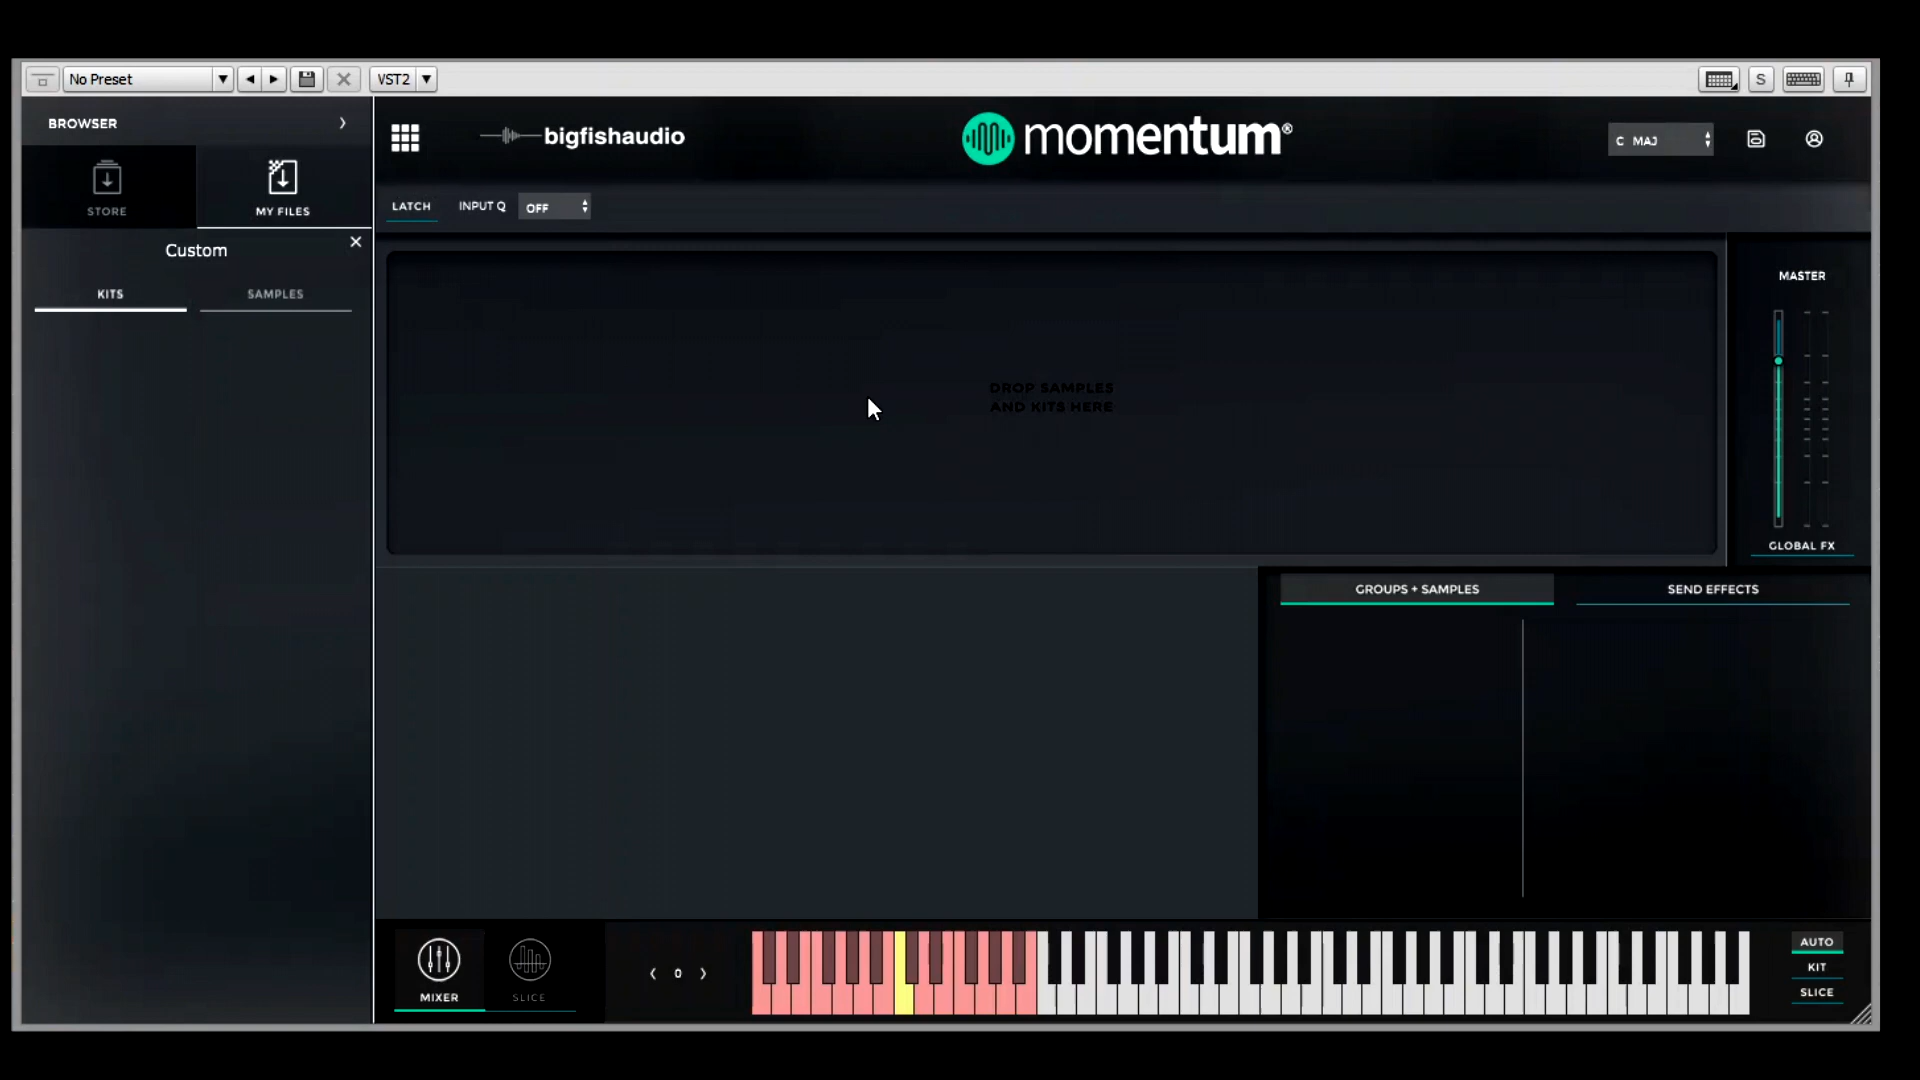 No Preset
VST2
S
BROWSER
STORE
MY FILES
Custom
KITS
SAMPLES
bigfishaudio
momentum®
C MAJ
LATCH
INPUT Q
OFF
DROP SAMPLES
AND KITS HERE
MASTER
GLOBAL FX
GROUPS + SAMPLES
SEND EFFECTS
MIXER
SLICE
0
AUTO
KIT
SLICE